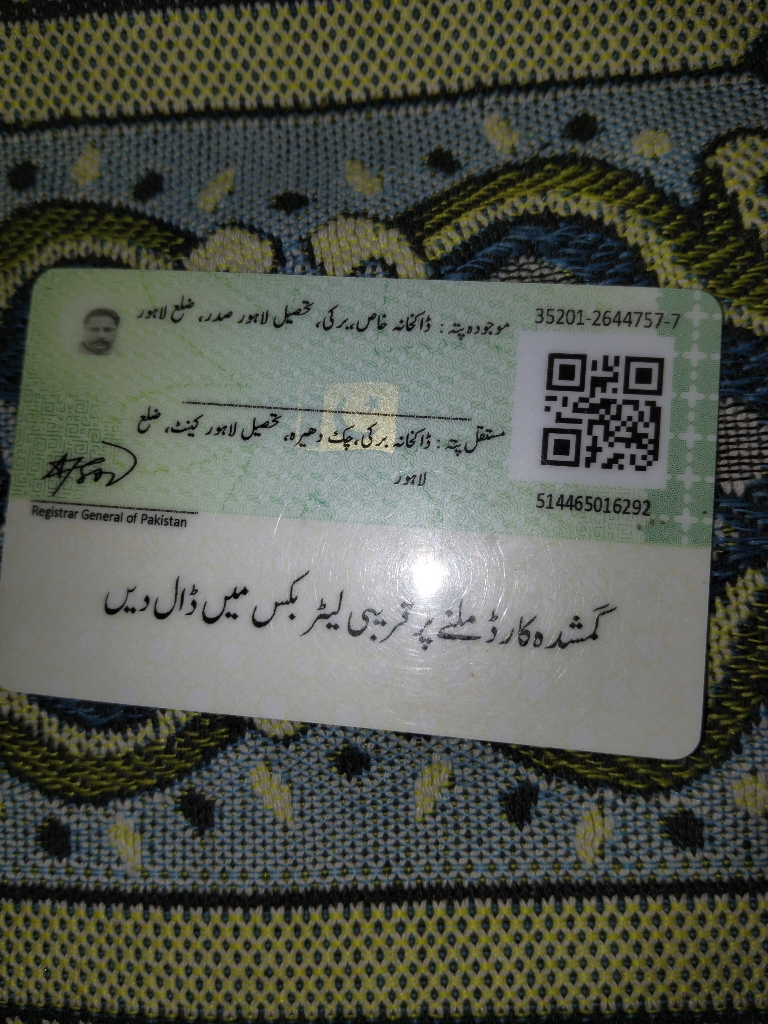 موجودہ پتہ : ڈاکخانہ خاص، برکی، تحصیل لاہور صدر، ضلع لاہور
35201-2644757-7
مستقل پتہ : ڈاکخانہ برکی، چک دھیرہ، تحصیل لاہور کینٹ، ضلع
لاہور
514465016292
Registrar General of Pakistan
گمشدہ کارڈ ملنے پر قریبی لیٹر بکس میں ڈال دیں